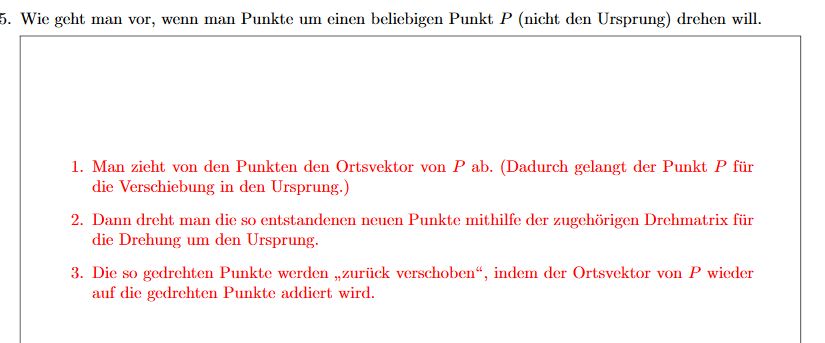 5. Wie geht man vor, wenn man Punkte um einen beliebigen Punkt P (nicht den Ursprung) drehen will.
1. Man zieht von den Punkten den Ortsvektor von P ab. (Dadurch gelangt der Punkt P für
die Verschiebung in den Ursprung.)
2. Dann dreht man die so entstandenen neuen Punkte mithilfe der zugehörigen Drehmatrix für
die Drehung um den Ursprung.
3. Die so gedrehten Punkte werden „zurück verschoben“, indem der Ortsvektor von P wieder
auf die gedrehten Punkte addiert wird.